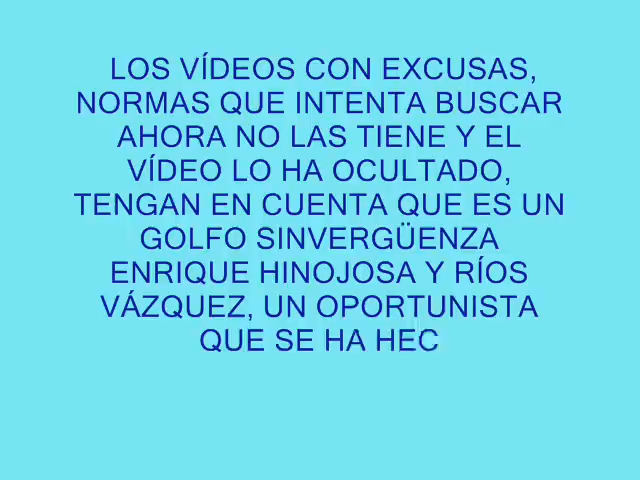 LOS VÍDEOS CON EXCUSAS,
NORMAS QUE INTENTA BUSCAR
AHORA NO LAS TIENE Y EL
VÍDEO LO HA OCULTADO,
TENGAN EN CUENTA QUE ES UN
GOLFO SINVERGÜENZA
ENRIQUE HINOJOSA Y RÍOS
VÁZQUEZ, UN OPORTUNISTA
QUE SE HA HEC